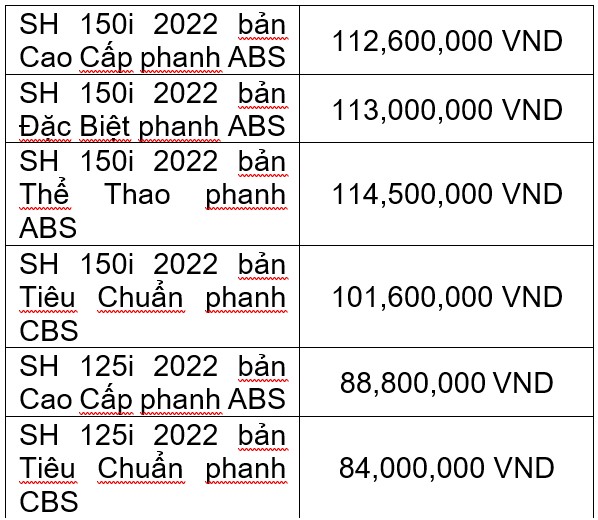 SH 150i 2022 bản
Cao Cấp phanh ABS
112,600,000 VND
SH 150i 2022 bản
Đặc Biệt phanh ABS
113,000,000 VND
SH 150i 2022 bản
Thể Thao phanh
ABS
114,500,000 VND
SH 150i 2022 bản
Tiêu Chuẩn phanh
CBS
101,600,000 VND
SH 125i 2022 bản
Cao Cấp phanh ABS
88,800,000 VND
SH 125i 2022 bản
Tiêu Chuẩn phanh
CBS
84,000,000 VND